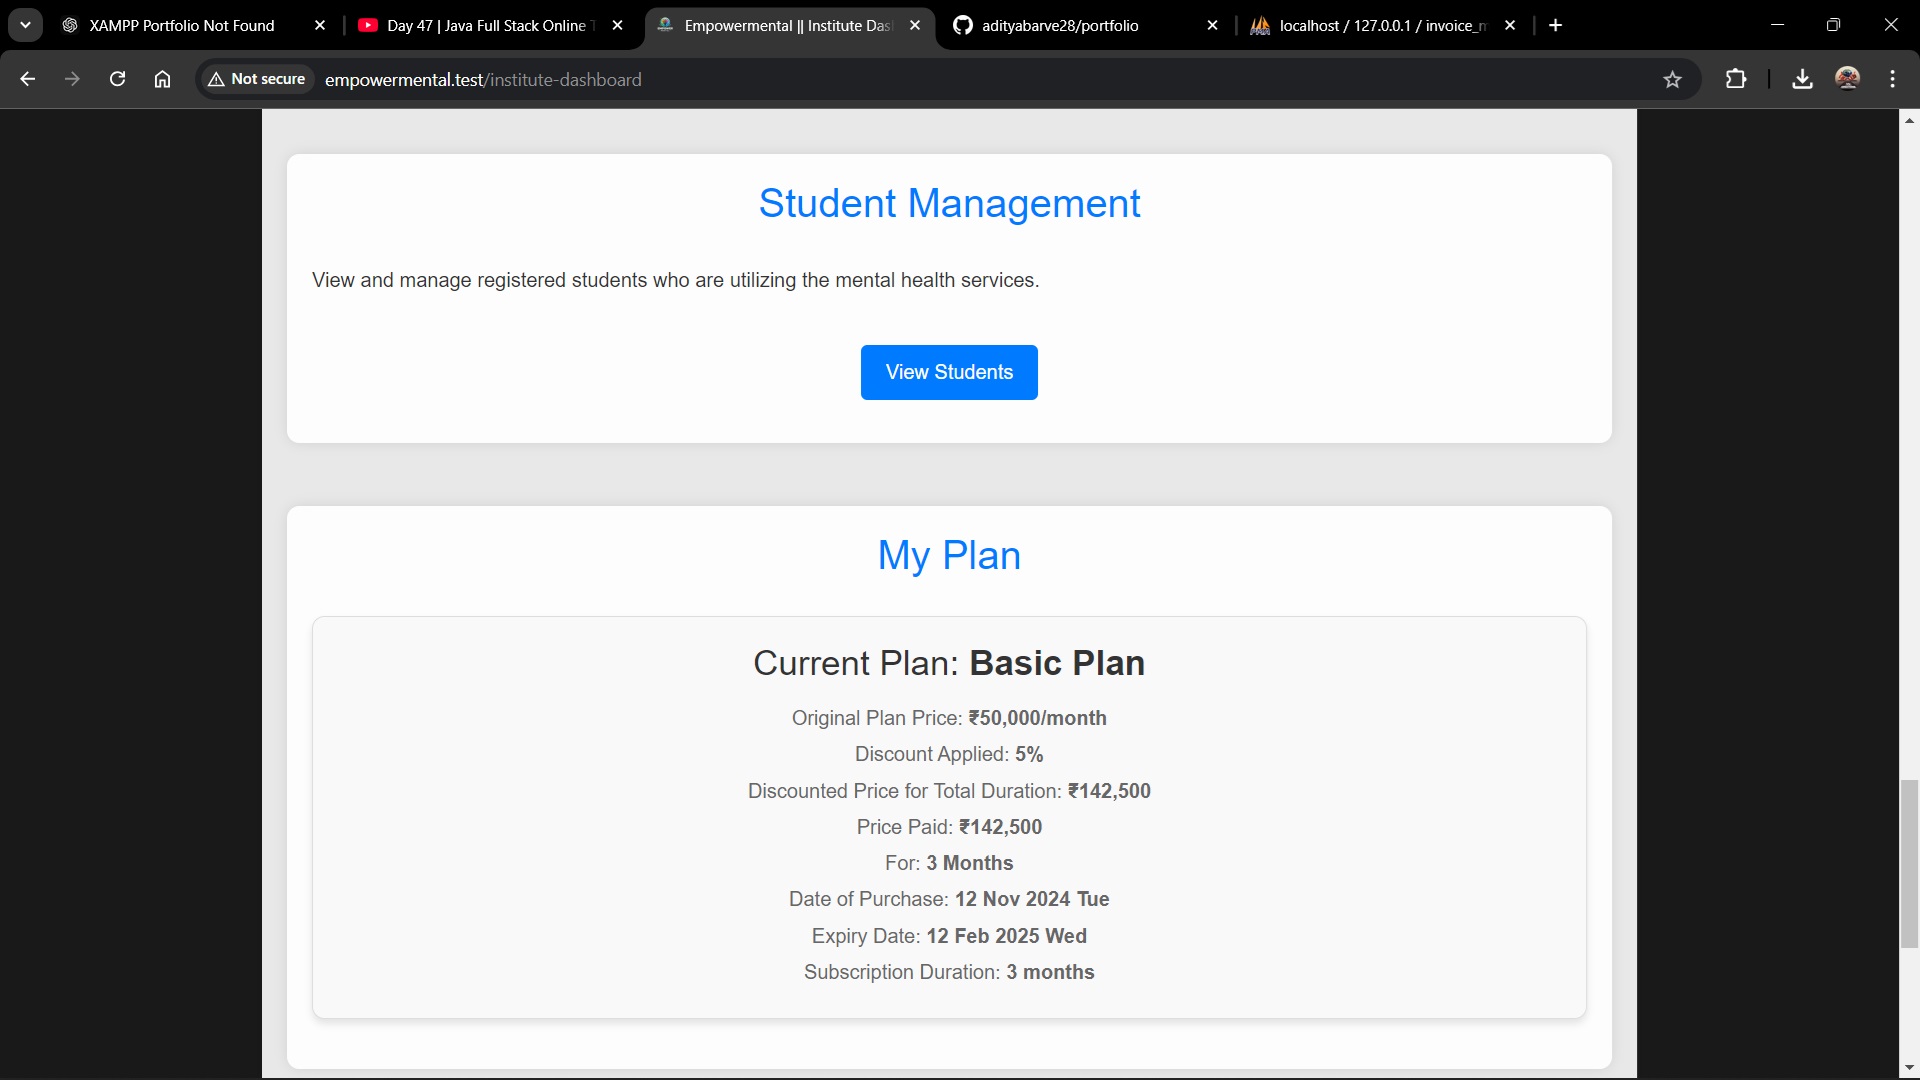 XAMPP Portfolio Not Found
Day 47 | Java Full Stack Online
Empowermental || Institute Das
adityabarve28/portfolio
localhost / 127.0.0.1 / invoice_m
Not secure
empowermental.test/institute-dashboard
Student Management
View and manage registered students who are utilizing the mental health services.
View Students
My Plan
Current Plan: Basic Plan
Original Plan Price: ₹50,000/month
Discount Applied: 5%
Discounted Price for Total Duration: ₹142,500
Price Paid: ₹142,500
For: 3 Months
Date of Purchase: 12 Nov 2024 Tue
Expiry Date: 12 Feb 2025 Wed
Subscription Duration: 3 months